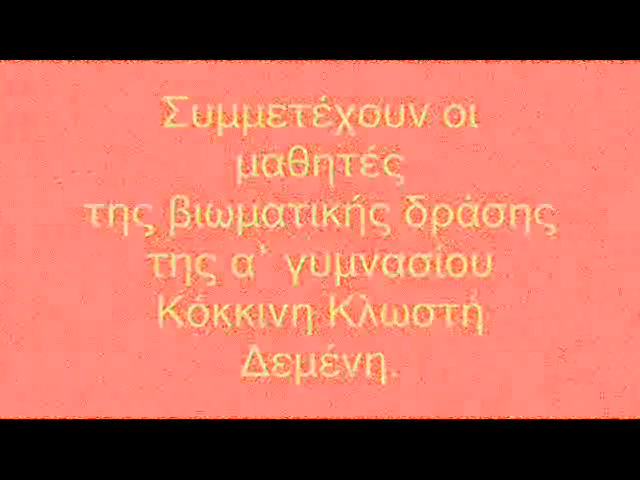 Συμμετέχουν οι
μαθητές
της βιωματικής δράσης
της α΄ γυμνασίου
Κόκκινη Κλωστή
Δεμένη.